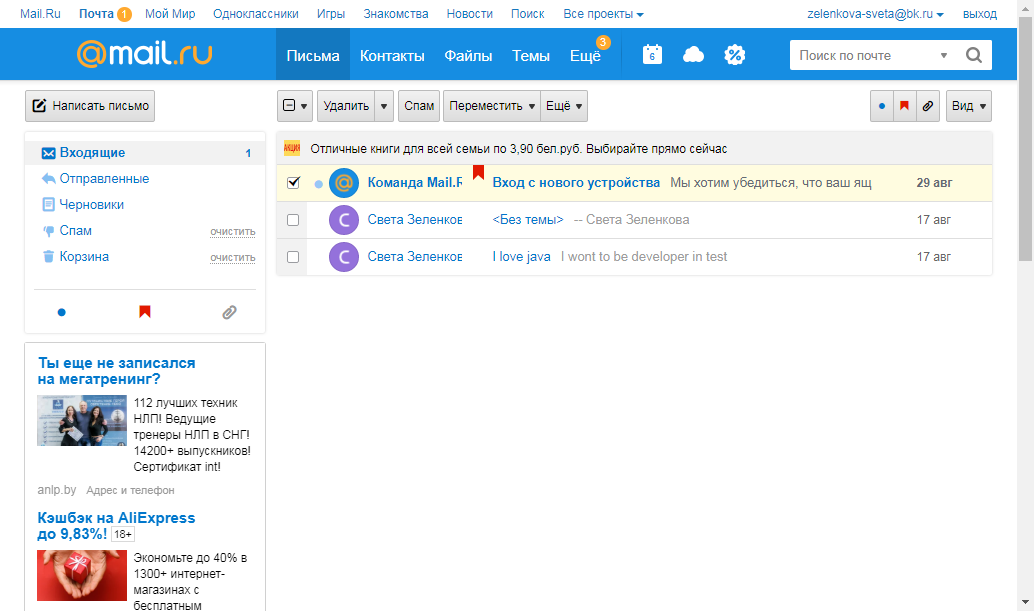 Mail.Ru Почта 1 Мой Мир Одноклассники Игры Знакомства Новости Поиск Все проекты zelenkova-sveta@bk.ru выход
@mail.ru Письма Контакты Файлы Темы Ещё 3 6 % Поиск по почте
Написать письмо Удалить Спам Переместить Ещё Вид
Входящие 1
Отправленные
Черновики
Спам очистить
Корзина очистить
АКЦИЯ Отличные книги для всей семьи по 3,90 бел.руб. Выбирайте прямо сейчас
@ Команда Mail.R Вход с нового устройства Мы хотим убедиться, что ваш ящ 29 авг
С Света Зеленков <Без темы> -- Света Зеленкова 17 авг
С Света Зеленков I love java I wont to be developer in test 17 авг
Ты еще не записался
на мегатренинг?
112 лучших техник
НЛП! Ведущие
тренеры НЛП в СНГ!
14200+ выпускников!
Сертификат int!
anlp.by Адрес и телефон
Кэшбэк на AliExpress
до 9,83%! 18+
Экономьте до 40% в
1300+ интернет-
магазинах с
бесплатным